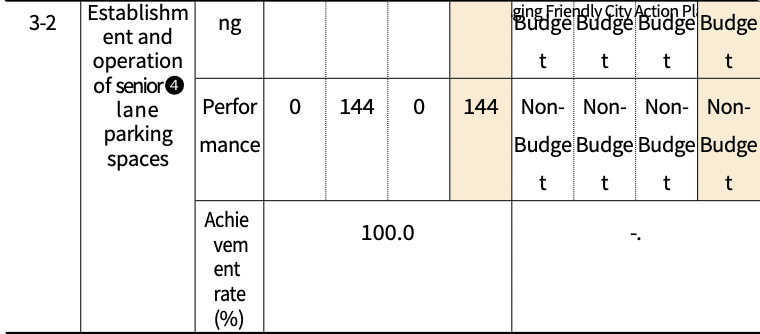 ging Friendly City Action Pl
3-2
Establishm
ent and
operation
of senior❹
lane
parking
spaces
ng
Budge Budge Budge Budge
t t t t
Perfor
mance
0 144 0 144
Non- Non- Non- Non-
Budge Budge Budge Budge
t t t t
Achie
vem
ent
rate
(%)
100.0
-.